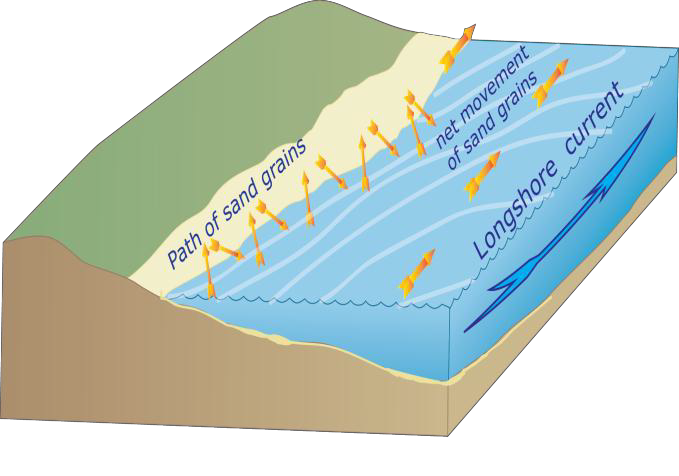 Path of sand grains
net movement
of sand grains
Longshore current